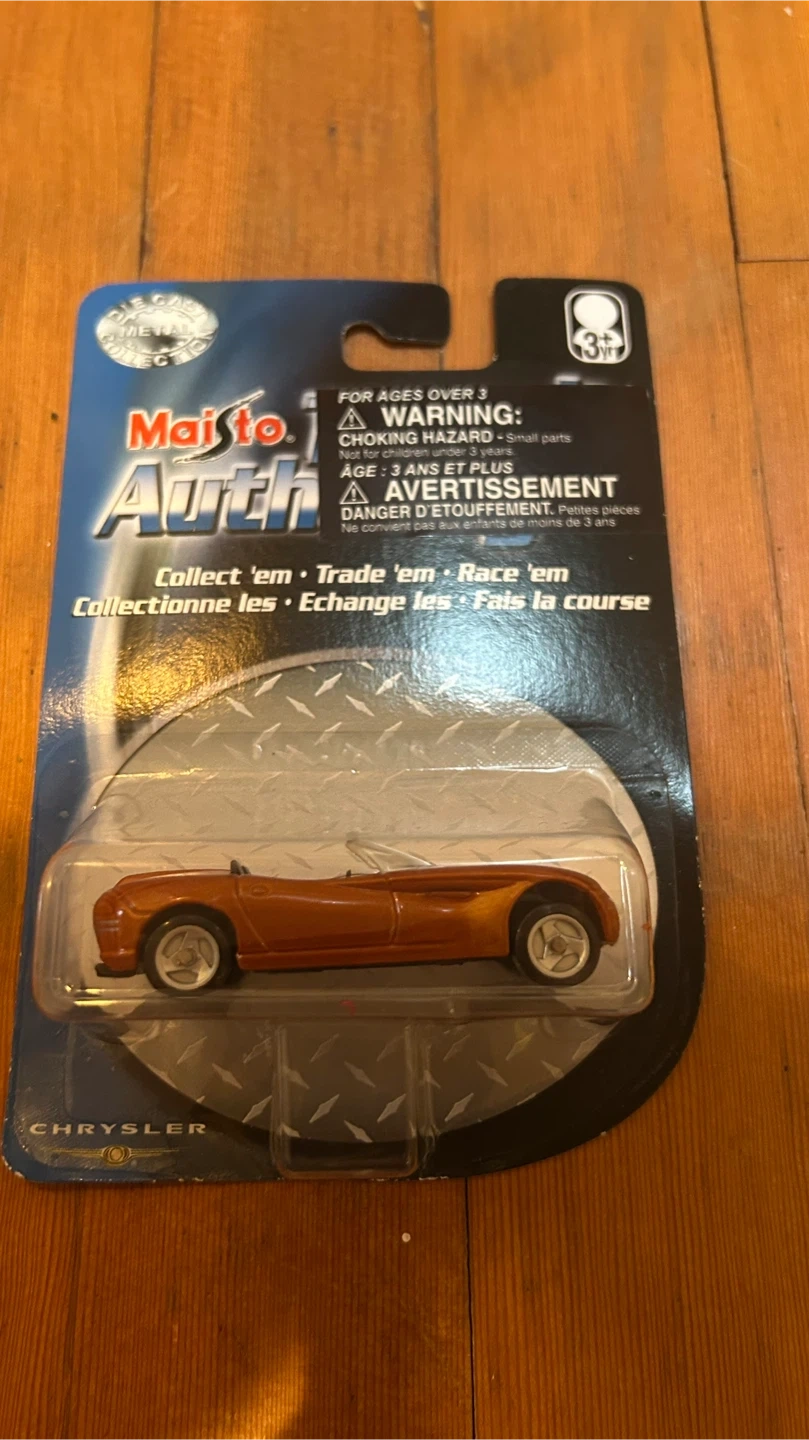 DIE CAST
METAL
COLLECTION
3+
yr
Maisto
Auth
FOR AGES OVER 3
WARNING:
CHOKING HAZARD - Small parts
Not for children under 3 years.
ÂGE : 3 ANS ET PLUS
AVERTISSEMENT
DANGER D'ETOUFFEMENT. Petites pièces
Ne convient pas aux enfants de moins de 3 ans
Collect 'em • Trade 'em • Race 'em
Collectionne les • Echange les • Fais la course
CHRYSLER